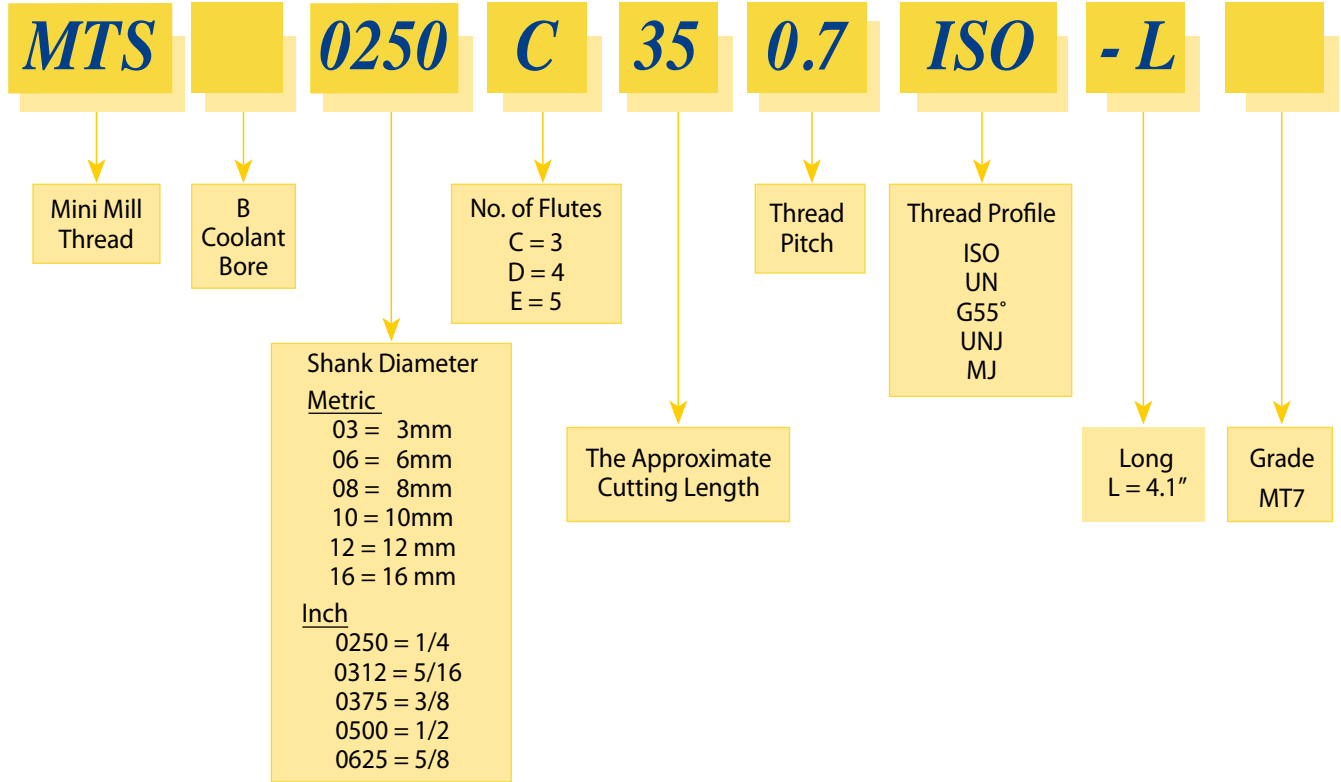 MTS 0250 C 35 0.7 ISO - L
Mini Mill
Thread
B
Coolant
Bore
No. of Flutes
C = 3
D = 4
E = 5
Thread
Pitch
Thread Profile
ISO
UN
G55°
UNJ
MJ
Shank Diameter
Metric
03 = 3mm
06 = 6mm
08 = 8mm
10 = 10mm
12 = 12 mm
16 = 16 mm
Inch
0250 = 1/4
0312 = 5/16
0375 = 3/8
0500 = 1/2
0625 = 5/8
The Approximate
Cutting Length
Long
L = 4.1″
Grade
MT7